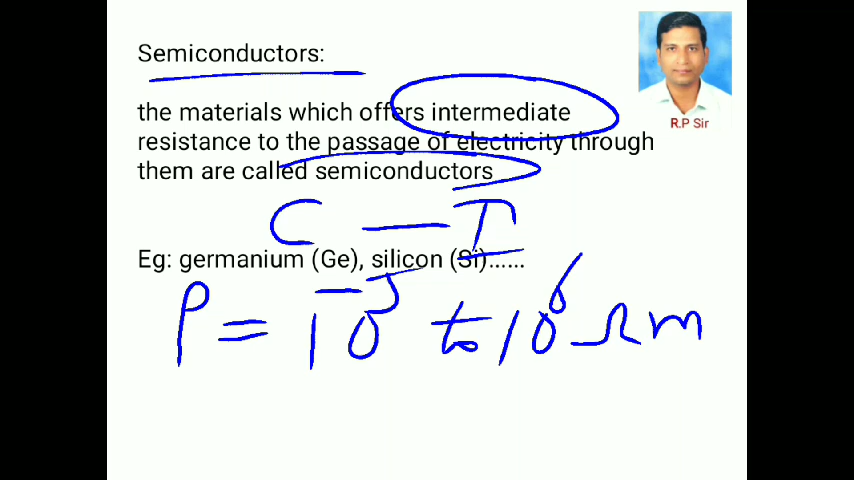 Semiconductors:
R.P Sir
the materials which offers intermediate
resistance to the passage of electricity through
them are called semiconductors
C — I
Eg: germanium (Ge), silicon (Si)......
ρ = 10⁻⁵ to 10⁶ Ωm